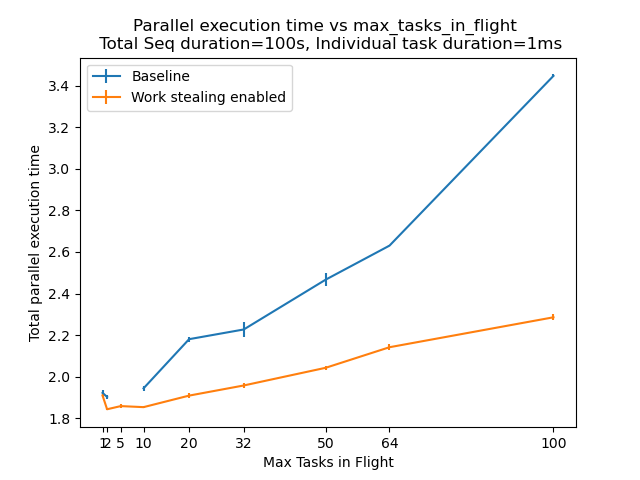 Parallel execution time vs max_tasks_in_flight
Total Seq duration=100s, Individual task duration=1ms
Baseline
Work stealing enabled
Total parallel execution time
3.4
3.2
3.0
2.8
2.6
2.4
2.2
2.0
1.8
1 2 5 10 20 32 50 64 100
Max Tasks in Flight